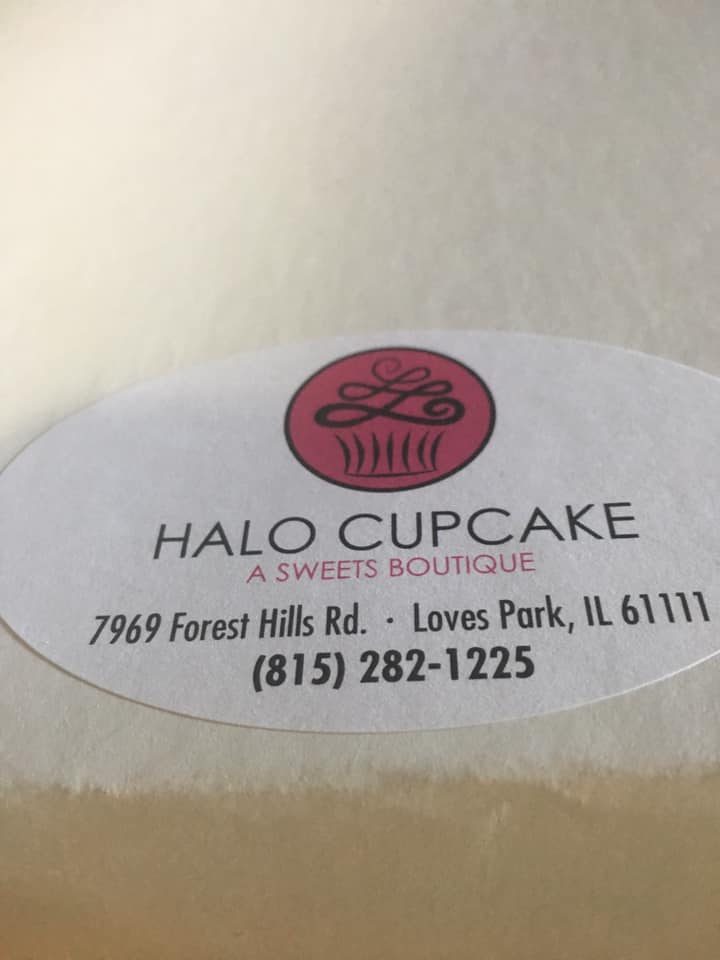 HALO CUPCAKE
A SWEETS BOUTIQUE
7969 Forest Hills Rd. · Loves Park, IL 61111
(815) 282-1225